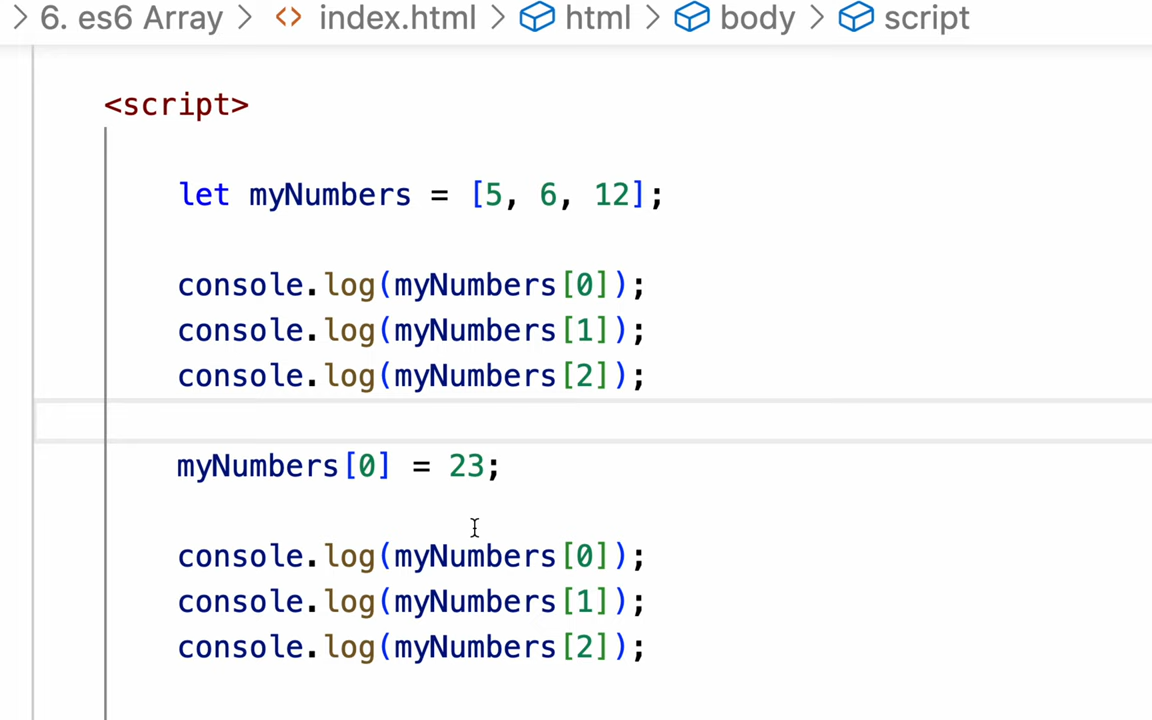 6. es6 Array > <> index.html > html > body > script
<script>
let myNumbers = [5, 6, 12];
console.log(myNumbers[0]);
console.log(myNumbers[1]);
console.log(myNumbers[2]);
myNumbers[0] = 23;
console.log(myNumbers[0]);
console.log(myNumbers[1]);
console.log(myNumbers[2]);